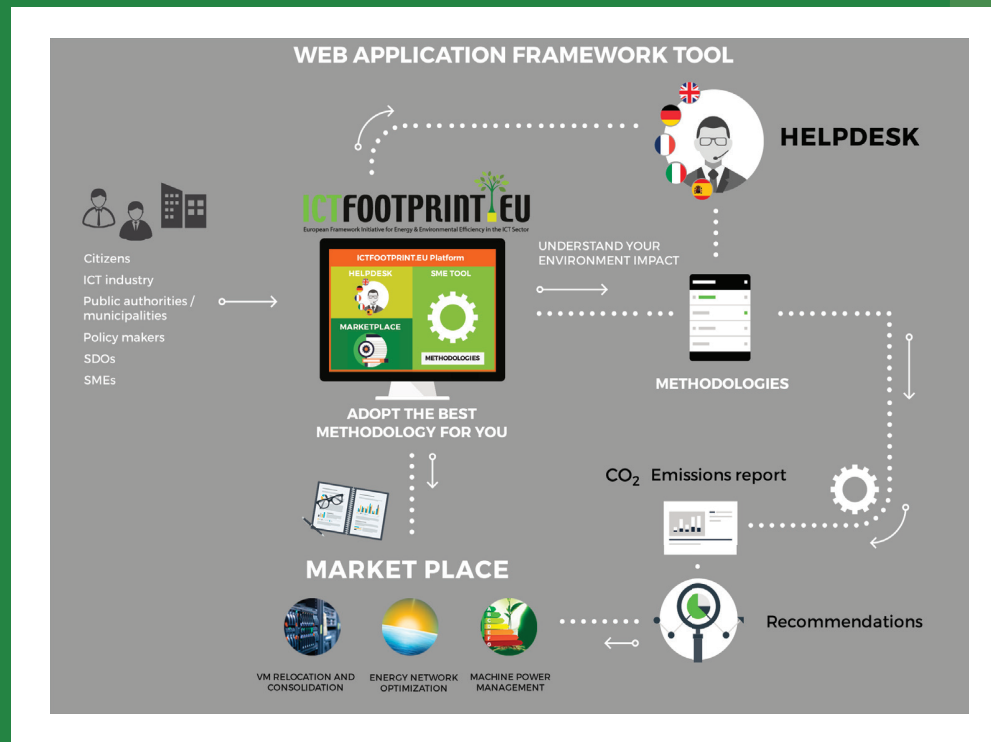 WEB APPLICATION FRAMEWORK TOOL
HELPDESK
ICTFOOTPRINT.EU
European Framework Initiative for Energy & Environmental Efficiency in the ICT Sector
Citizens
ICT industry
Public authorities /
municipalities
Policy makers
SDOs
SMEs
ICTFOOTPRINT.EU Platform
HELPDESK
SME TOOL
MARKETPLACE
METHODOLOGIES
UNDERSTAND YOUR
ENVIRONMENT IMPACT
METHODOLOGIES
ADOPT THE BEST
METHODOLOGY FOR YOU
CO₂ Emissions report
MARKET PLACE
Recommendations
VM RELOCATION AND
CONSOLIDATION
ENERGY NETWORK
OPTIMIZATION
MACHINE POWER
MANAGEMENT